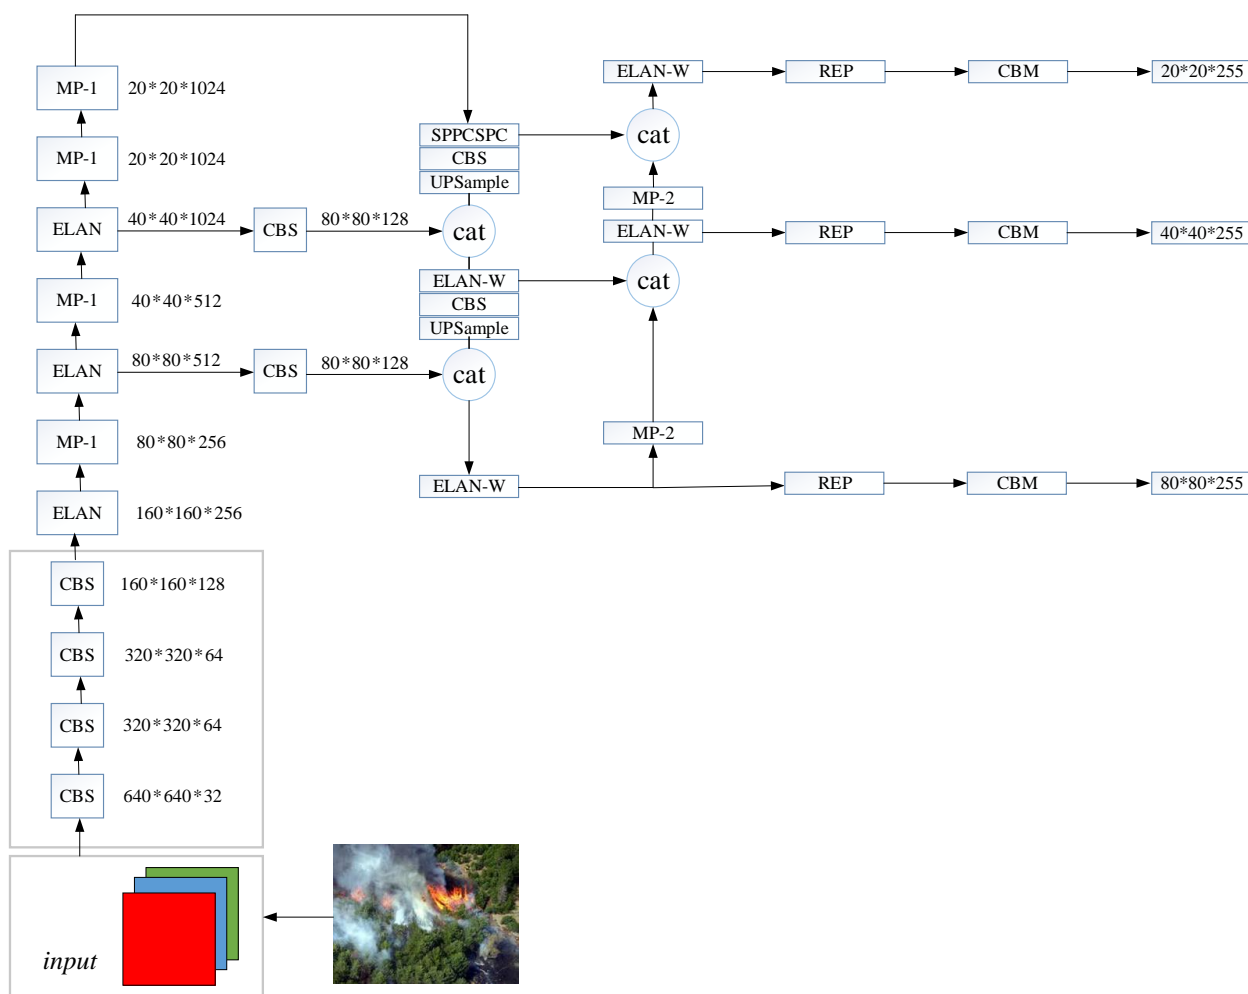 MP-1 20*20*1024
MP-1 20*20*1024
ELAN 40*40*1024 CBS 80*80*128
MP-1 40*40*512
ELAN 80*80*512 CBS 80*80*128
MP-1 80*80*256
ELAN 160*160*256
CBS 160*160*128
CBS 320*320*64
CBS 320*320*64
CBS 640*640*32
input
SPPCSPC
CBS
UPSample
cat
ELAN-W
CBS
UPSample
cat
ELAN-W
ELAN-W REP CBM 20*20*255
cat
MP-2
ELAN-W REP CBM 40*40*255
cat
MP-2
REP CBM 80*80*255